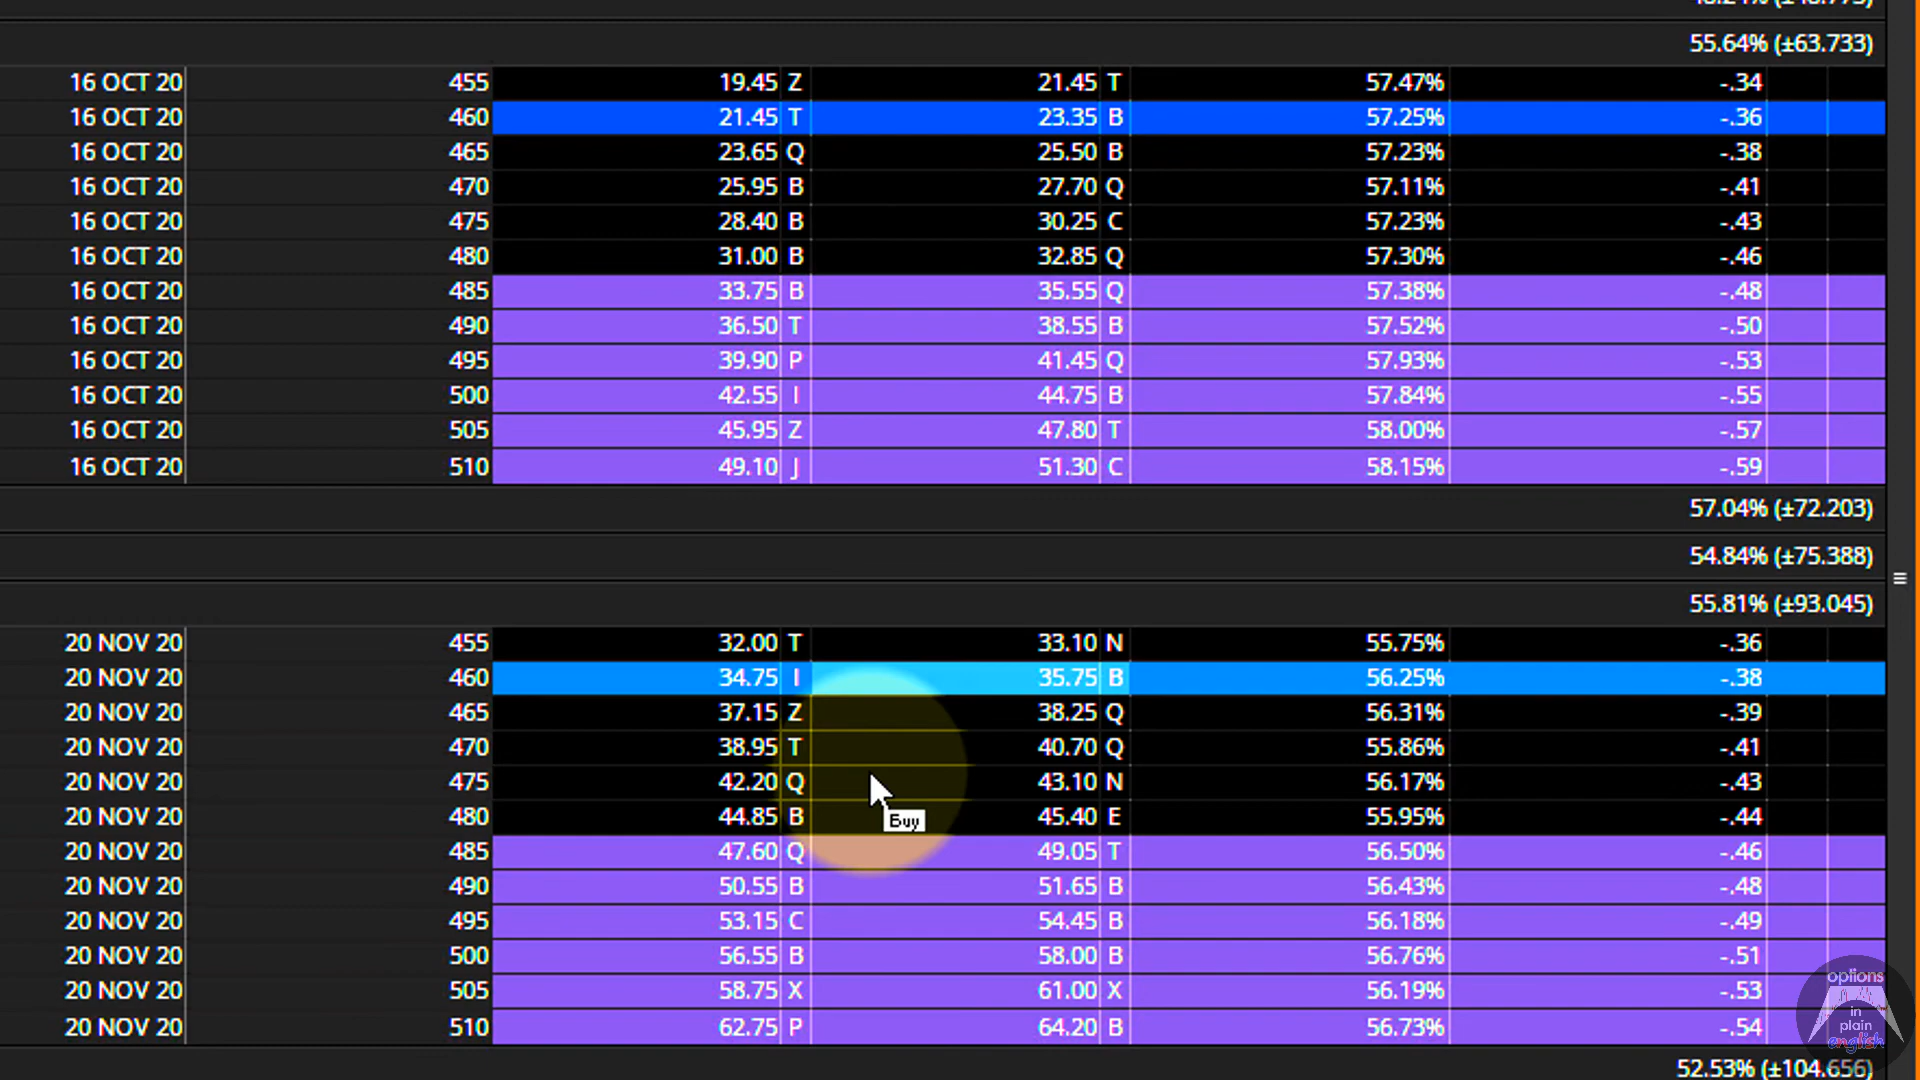 55.64% (±63.733)
16 OCT 20 455 19.45 Z 21.45 T 57.47% -.34
16 OCT 20 460 21.45 T 23.35 B 57.25% -.36
16 OCT 20 465 23.65 Q 25.50 B 57.23% -.38
16 OCT 20 470 25.95 B 27.70 Q 57.11% -.41
16 OCT 20 475 28.40 B 30.25 C 57.23% -.43
16 OCT 20 480 31.00 B 32.85 Q 57.30% -.46
16 OCT 20 485 33.75 B 35.55 Q 57.38% -.48
16 OCT 20 490 36.50 T 38.55 B 57.52% -.50
16 OCT 20 495 39.90 P 41.45 Q 57.93% -.53
16 OCT 20 500 42.55 I 44.75 B 57.84% -.55
16 OCT 20 505 45.95 Z 47.80 T 58.00% -.57
16 OCT 20 510 49.10 J 51.30 C 58.15% -.59
57.04% (±72.203)
54.84% (±75.388)
55.81% (±93.045)
20 NOV 20 455 32.00 T 33.10 N 55.75% -.36
20 NOV 20 460 34.75 I 35.75 B 56.25% -.38
20 NOV 20 465 37.15 Z 38.25 Q 56.31% -.39
20 NOV 20 470 38.95 T 40.70 Q 55.86% -.41
20 NOV 20 475 42.20 Q 43.10 N 56.17% -.43
20 NOV 20 480 44.85 B 45.40 E 55.95% -.44
Buy
20 NOV 20 485 47.60 Q 49.05 T 56.50% -.46
20 NOV 20 490 50.55 B 51.65 B 56.43% -.48
20 NOV 20 495 53.15 C 54.45 B 56.18% -.49
20 NOV 20 500 56.55 B 58.00 B 56.76% -.51
20 NOV 20 505 58.75 X 61.00 X 56.19% -.53
20 NOV 20 510 62.75 P 64.20 B 56.73% -.54
52.53% (±104.656)
options
in
plain
english